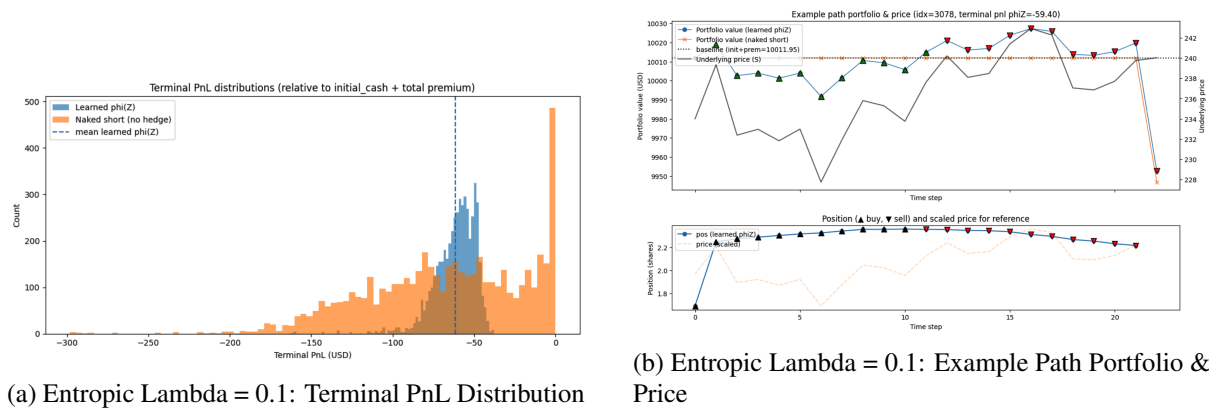 Terminal PnL distributions (relative to initial_cash + total premium)
Learned phi(Z)
Naked short (no hedge)
mean learned phi(Z)
500
400
300
200
100
0
Count
−300
−250
−200
−150
−100
−50
0
Terminal PnL (USD)
(a) Entropic Lambda = 0.1: Terminal PnL Distribution
Example path portfolio & price (idx=3078, terminal pnl phiZ=-59.40)
Portfolio value (learned phiZ)
Portfolio value (naked short)
baseline (init+prem=10011.95)
Underlying price (S)
10030
10020
10010
10000
9990
9980
9970
9960
9950
Portfolio value (USD)
242
240
238
236
234
232
230
228
Underlying price
0
5
10
15
20
Time step
Position (▲ buy, ▼ sell) and scaled price for reference
pos (learned phiZ)
price (scaled)
2.2
2.0
1.8
Position (shares)
0
5
10
15
20
Time step
(b) Entropic Lambda = 0.1: Example Path Portfolio &
Price